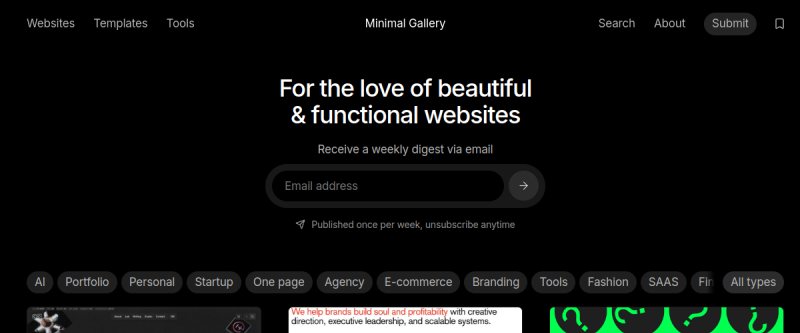 Websites Templates Tools Minimal Gallery Search About Submit
For the love of beautiful
& functional websites
Receive a weekly digest via email
Email address
Published once per week, unsubscribe anytime
AI Portfolio Personal Startup One page Agency E-commerce Branding Tools Fashion SAAS Fin All types
We help brands build soul and profitability with creative
direction, executive leadership, and scalable systems.